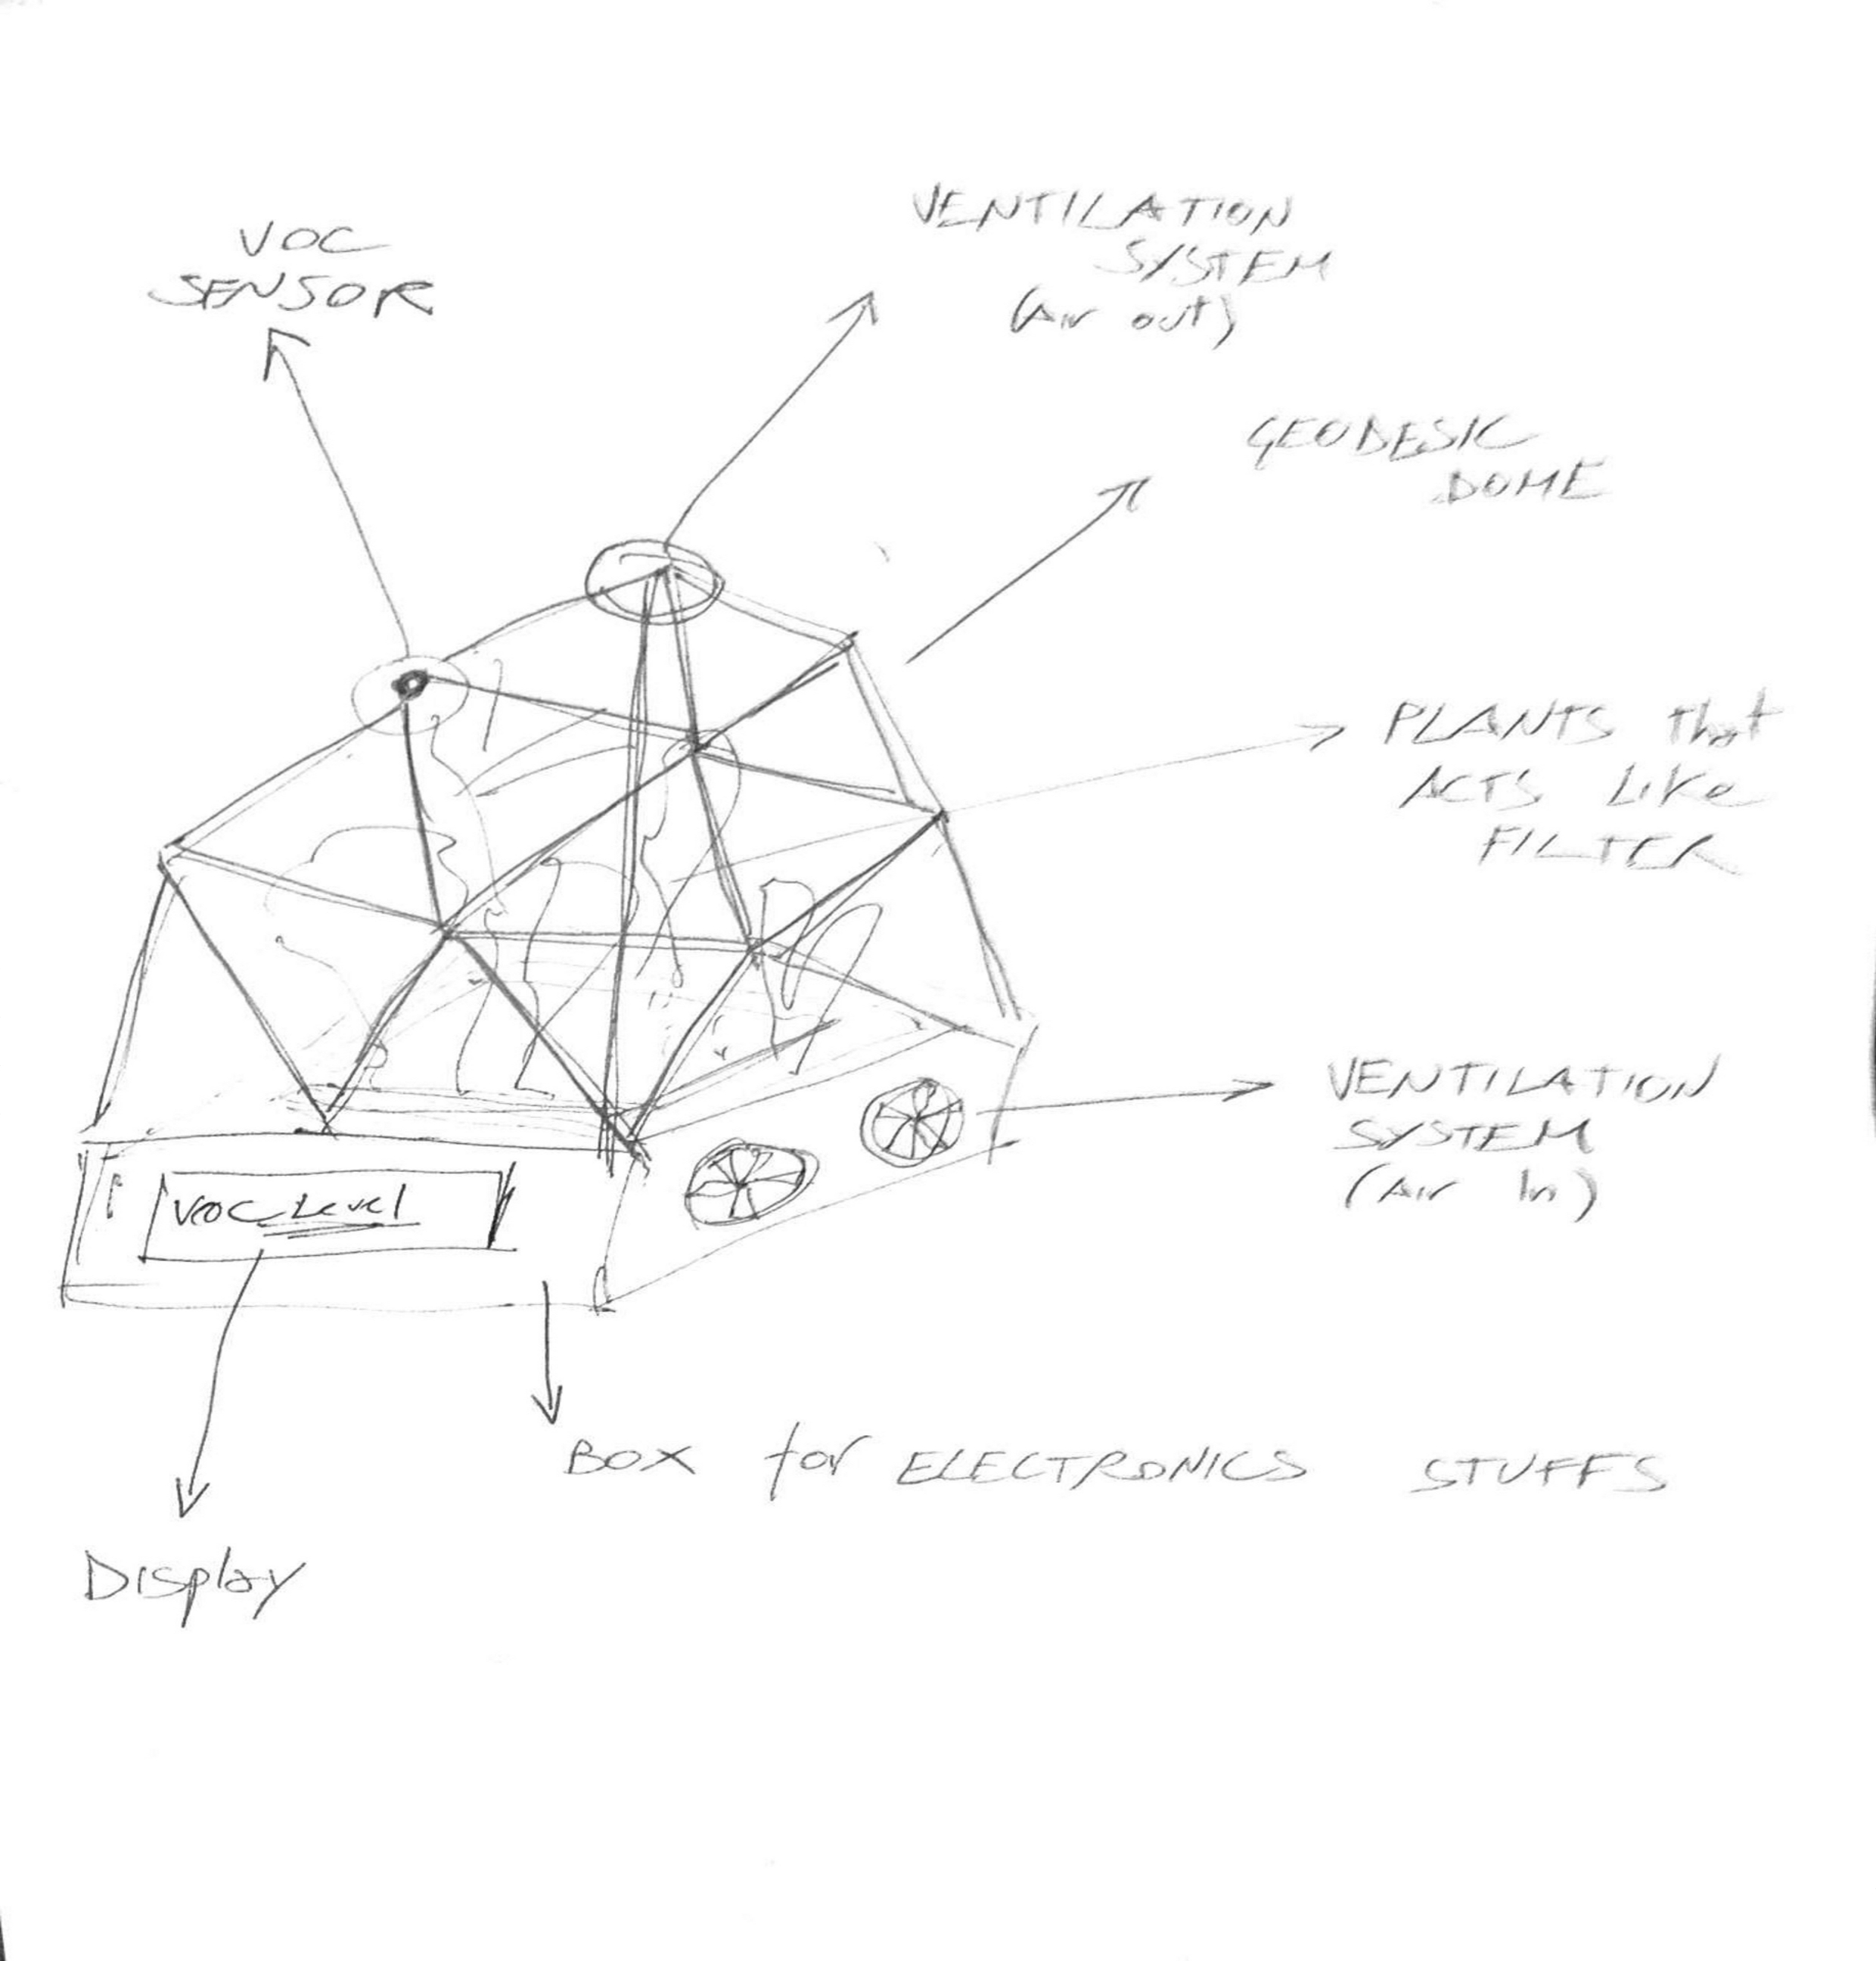 VOC
SENSOR
VENTILATION
SYSTEM
(Air out)
GEODESIC
DOME
PLANTS that
ACTS Like
FILTER
VENTILATION
SYSTEM
(Air In)
VOC Level
BOX for ELECTRONICS STUFFS
Display